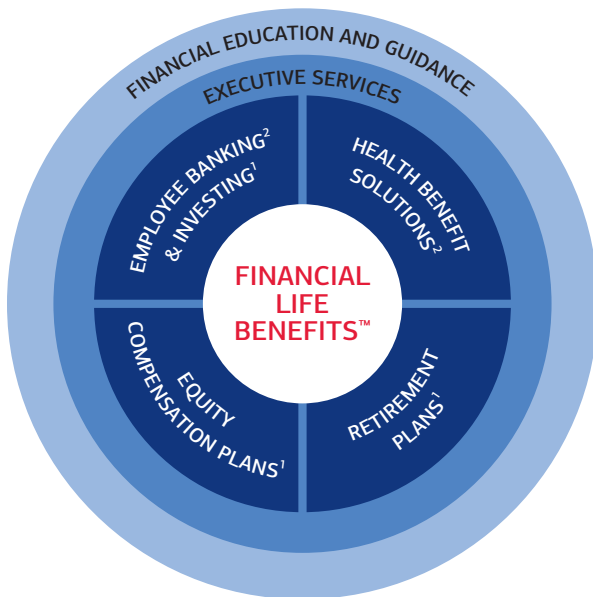 FINANCIAL EDUCATION AND GUIDANCE
EXECUTIVE SERVICES
EMPLOYEE BANKING²
& INVESTING¹
HEALTH BENEFIT
SOLUTIONS²
FINANCIAL
LIFE
BENEFITS™
EQUITY
COMPENSATION PLANS¹
RETIREMENT
PLANS¹